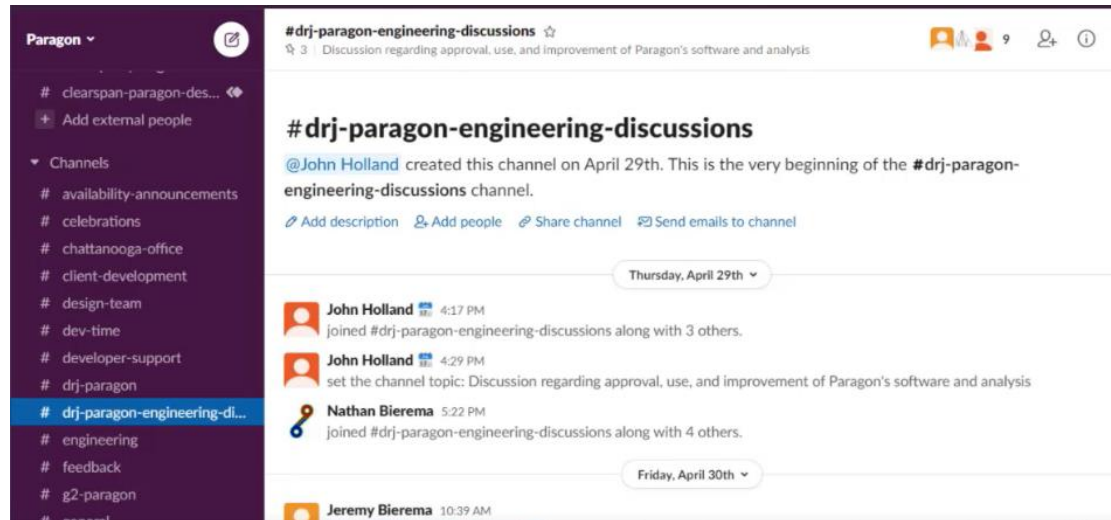 Paragon
# clearspan-paragon-des...
+ Add external people
Channels
# availability-announcements
# celebrations
# chattanooga-office
# client-development
# design-team
# dev-time
# developer-support
# drj-paragon
# drj-paragon-engineering-di...
# engineering
# feedback
# g2-paragon
#drj-paragon-engineering-discussions
3 | Discussion regarding approval, use, and improvement of Paragon's software and analysis
9
#drj-paragon-engineering-discussions
@John Holland created this channel on April 29th. This is the very beginning of the #drj-paragon-
engineering-discussions channel.
Add description Add people Share channel Send emails to channel
Thursday, April 29th
John Holland 4:17 PM
joined #drj-paragon-engineering-discussions along with 3 others.
John Holland 4:29 PM
set the channel topic: Discussion regarding approval, use, and improvement of Paragon's software and analysis
Nathan Bierema 5:22 PM
joined #drj-paragon-engineering-discussions along with 4 others.
Friday, April 30th
Jeremy Bierema 10:39 AM